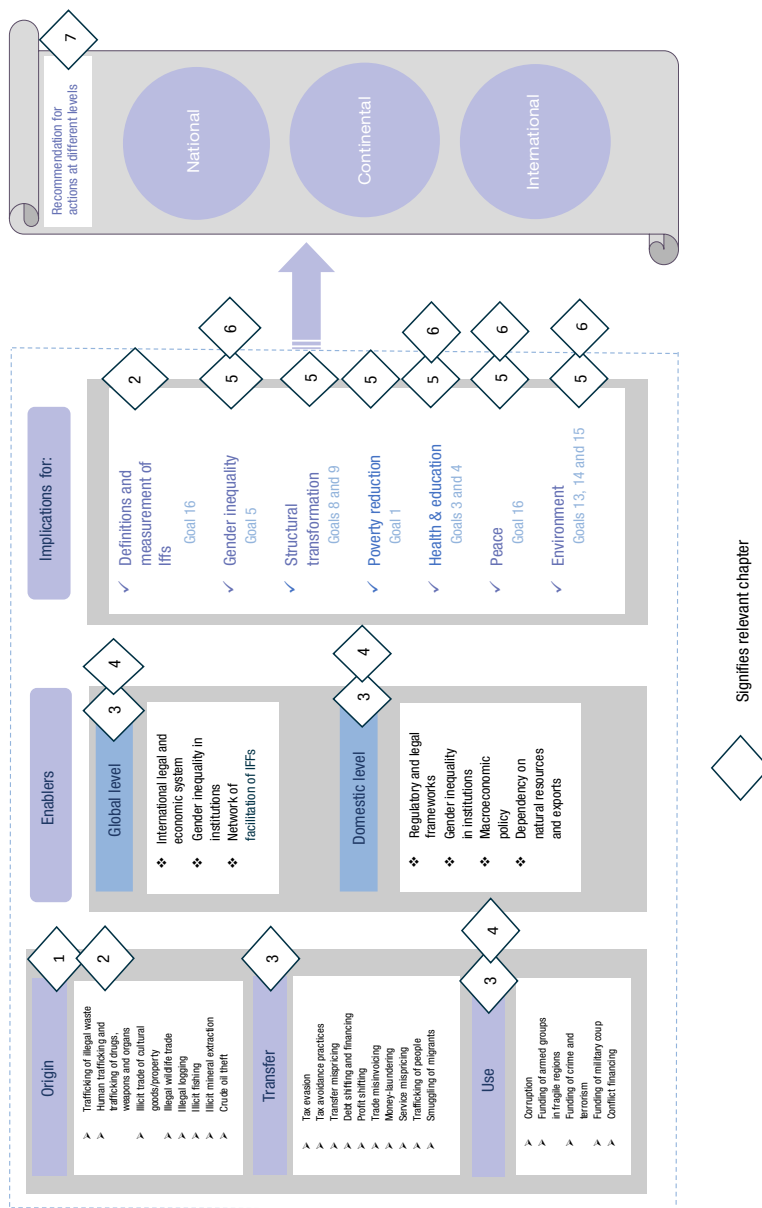 Origin
1
2
Trafficking of illegal waste
Human trafficking and
trafficking of drugs,
weapons and organs
Illicit trade of cultural
goods/property
Illegal wildlife trade
Illegal logging
Illicit fishing
Illicit mineral extraction
Crude oil theft
Transfer
3
Tax evasion
Tax avoidance practices
Transfer mispricing
Debt shifting and financing
Profit shifting
Trade misinvoicing
Money-laundering
Service mispricing
Trafficking of people
Smuggling of migrants
Use
3
4
Corruption
Funding of armed groups
in fragile regions
Funding of crime and
terrorism
Funding of military coup
Conflict financing
Enablers
Global level
3
4
International legal and
economic system
Gender inequality in
institutions
Network of
facilitation of IFFs
Domestic level
3
4
Regulatory and legal
frameworks
Gender inequality
in institutions
Macroeconomic
policy
Dependency on
natural resources
and exports
Implications for:
Definitions and
measurement of
Iffs
Goal 16
2
Gender inequality
Goal 5
5
6
Structural
transformation
Goals 8 and 9
5
Poverty reduction
Goal 1
5
Health & education
Goals 3 and 4
5
6
Peace
Goal 16
5
6
Environment
Goals 13, 14 and 15
5
6
Recommendation for
actions at different levels
7
National
Continental
International
Signifies relevant chapter